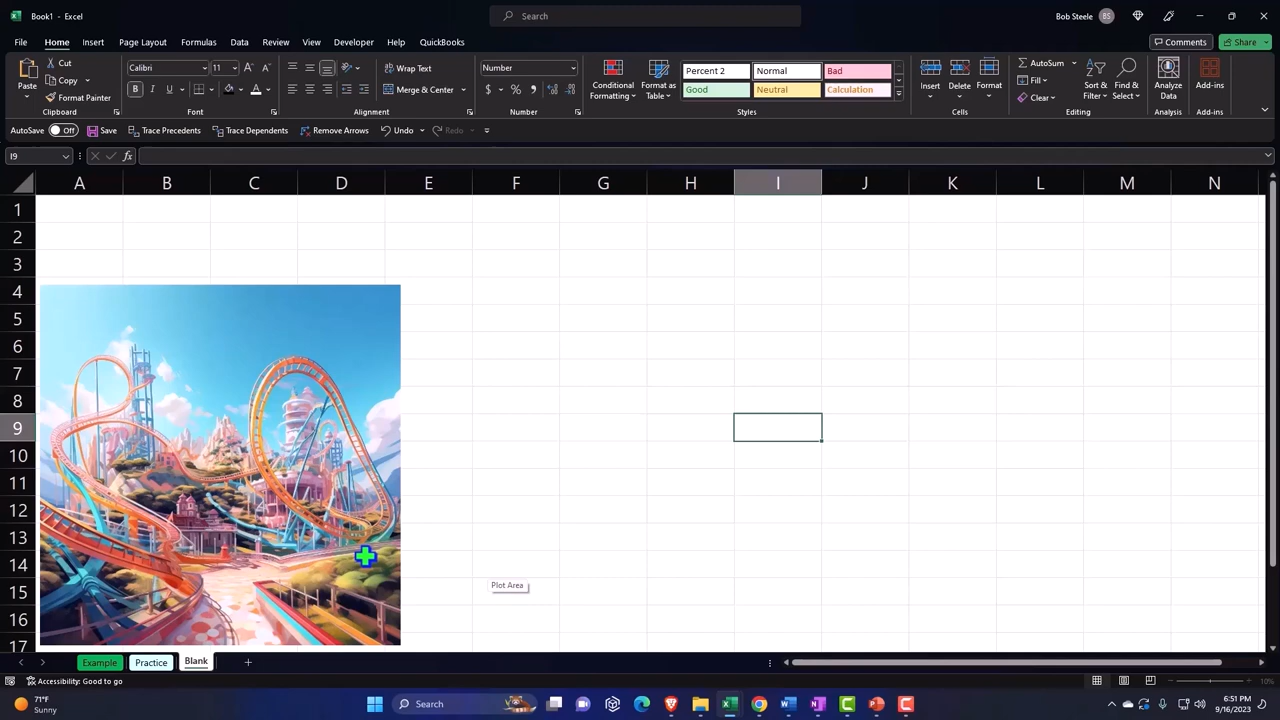 Book1 - Excel
Search
Bob Steele BS
File Home Insert Page Layout Formulas Data Review View Developer Help QuickBooks
Comments Share
Paste Cut Copy Format Painter Clipboard
Calibri 11 B I U A Font
Wrap Text Merge & Center Alignment
Number $ % Number
Conditional Formatting Format as Table
Percent 2 Normal Bad
Good Neutral Calculation
Styles
Insert Delete Format Cells
AutoSum Fill Clear Sort & Filter Find & Select Editing
Analyze Data Analysis
Add-ins Add-ins
AutoSave Off Save Trace Precedents Trace Dependents Remove Arrows Undo Redo
I9 fx
A B C D E F G H I J K L M N
1
2
3
4
5
6
7
8
9
10
11
12
13
14
15
16
17
Plot Area
Example Practice Blank
Accessibility: Good to go
10%
71°F
Sunny
Search
6:51 PM
9/16/2023